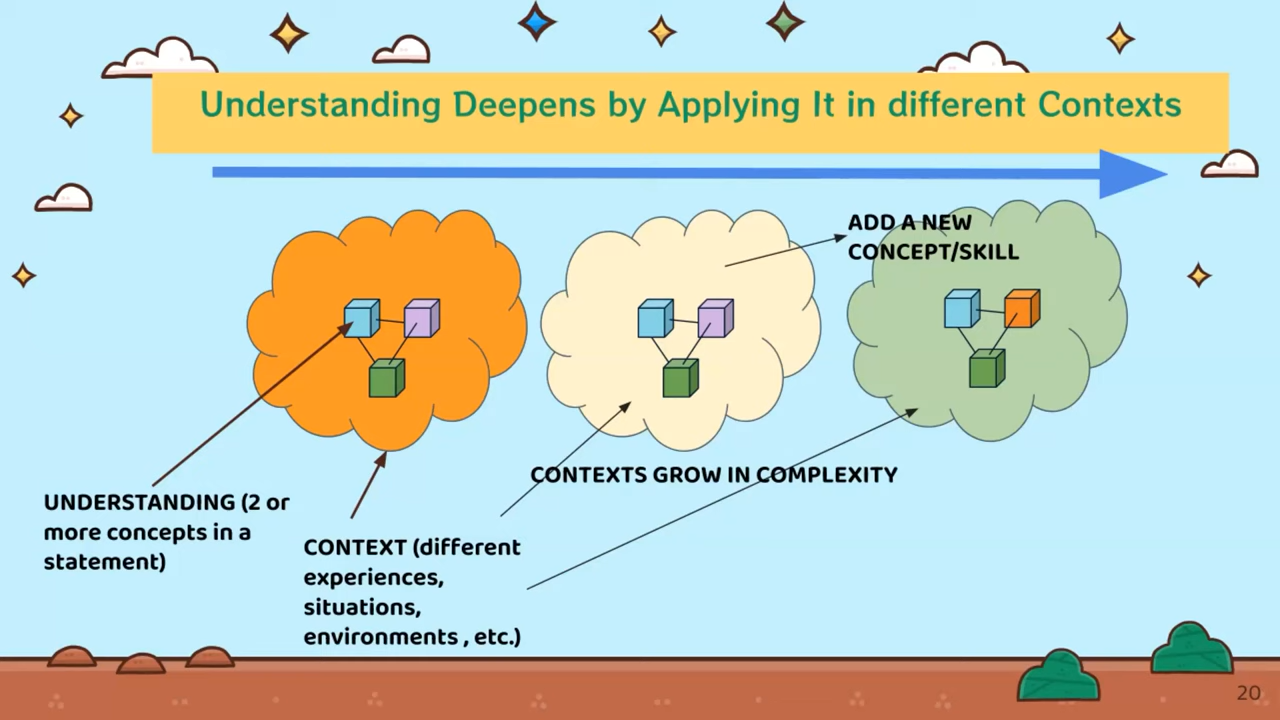 Understanding Deepens by Applying It in different Contexts
ADD A NEW
CONCEPT/SKILL
CONTEXTS GROW IN COMPLEXITY
UNDERSTANDING (2 or
more concepts in a
statement)
CONTEXT (different
experiences,
situations,
environments , etc.)
20